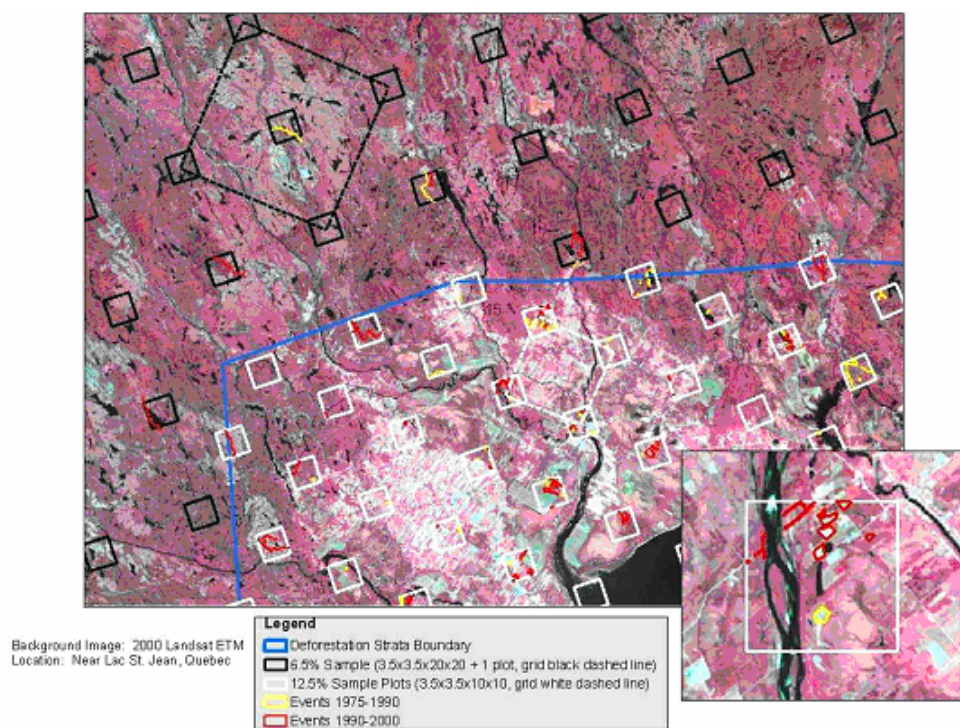 Background Image: 2000 Landsat ETM
Location: Near Lac St. Jean, Quebec
Legend
Deforestation Strata Boundary
6.5% Sample (3.5x3.5x20x20 + 1 plot, grid black dashed line)
12.5% Sample Plots (3.5x3.5x10x10, grid white dashed line)
Events 1975-1990
Events 1990-2000